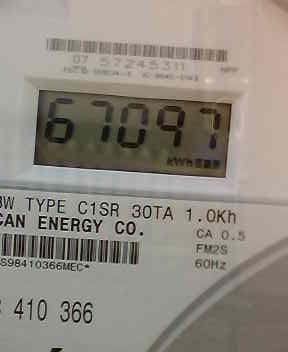 07 57245311
67097
kWh
3W TYPE C1SR 30TA 1.0Kh
CAN ENERGY CO.
CA 0.5
FM2S
S98410366MEC*
60Hz
410 366